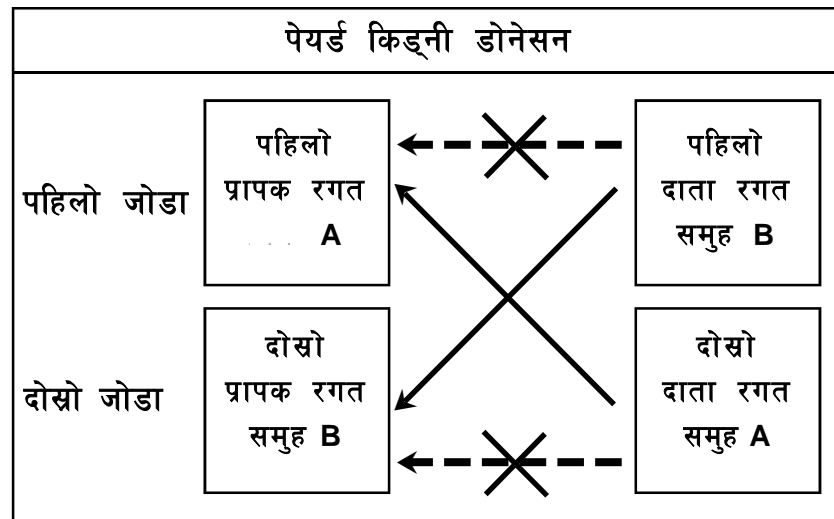 पेयर्ड किड्नी डोनेसन
पहिलो जोडा
पहिलो
प्रापक रगत
A
पहिलो
दाता रगत
समुह B
दोस्रो जोडा
दोस्रो
प्रापक रगत
समुह B
दोस्रो
दाता रगत
समुह A